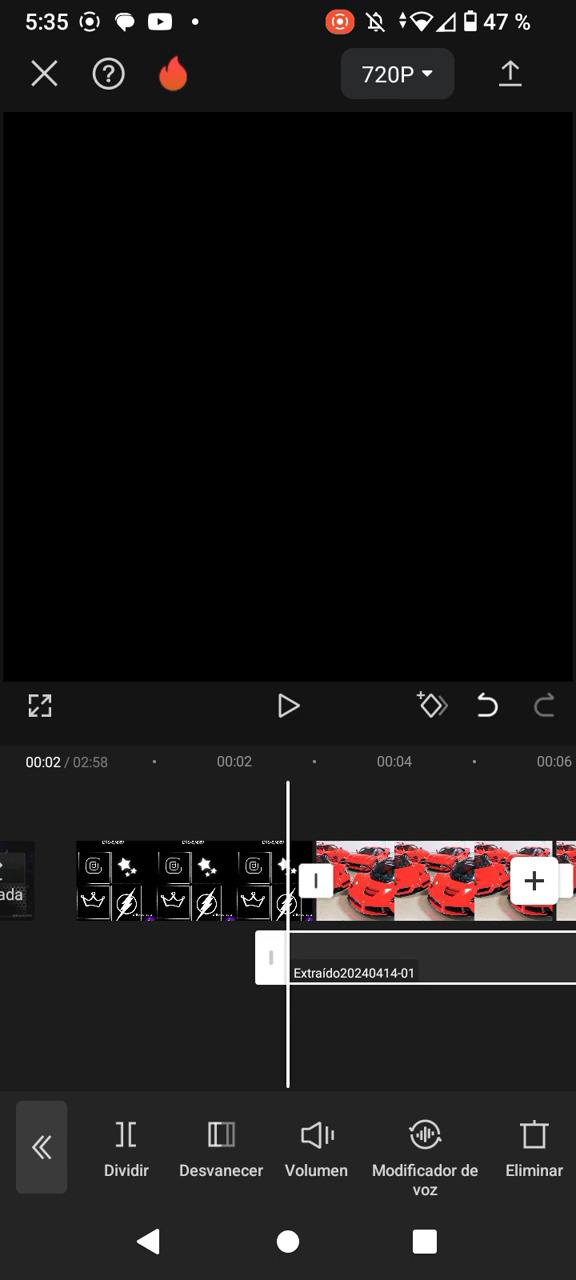 5:35
47 %
720P
00:02 / 02:58
00:02
00:04
00:06
ada
Extraído20240414-01
Dividir
Desvanecer
Volumen
Modificador de
voz
Eliminar